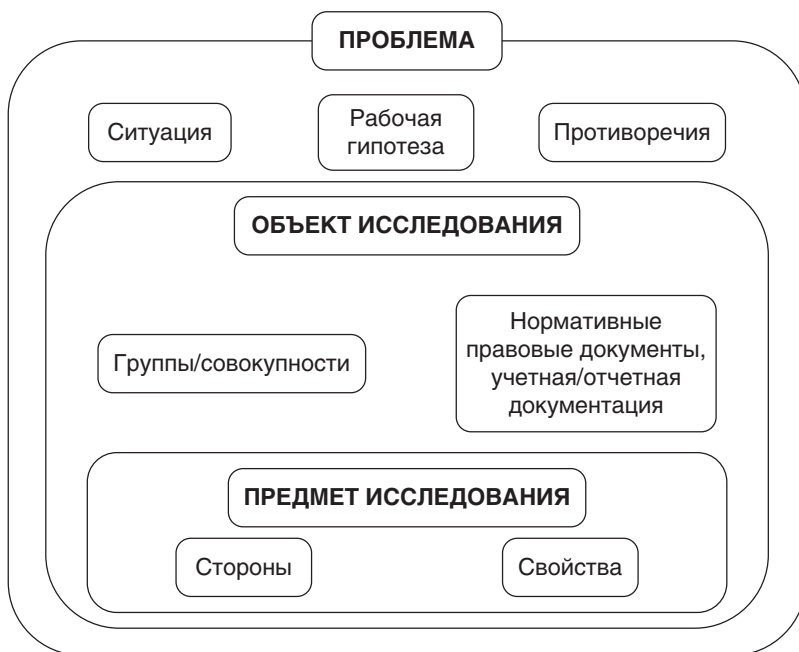 ПРОБЛЕМА
Ситуация
Рабочая
гипотеза
Противоречия
ОБЪЕКТ ИССЛЕДОВАНИЯ
Группы/совокупности
Нормативные
правовые документы,
учетная/отчетная
документация
ПРЕДМЕТ ИССЛЕДОВАНИЯ
Стороны
Свойства